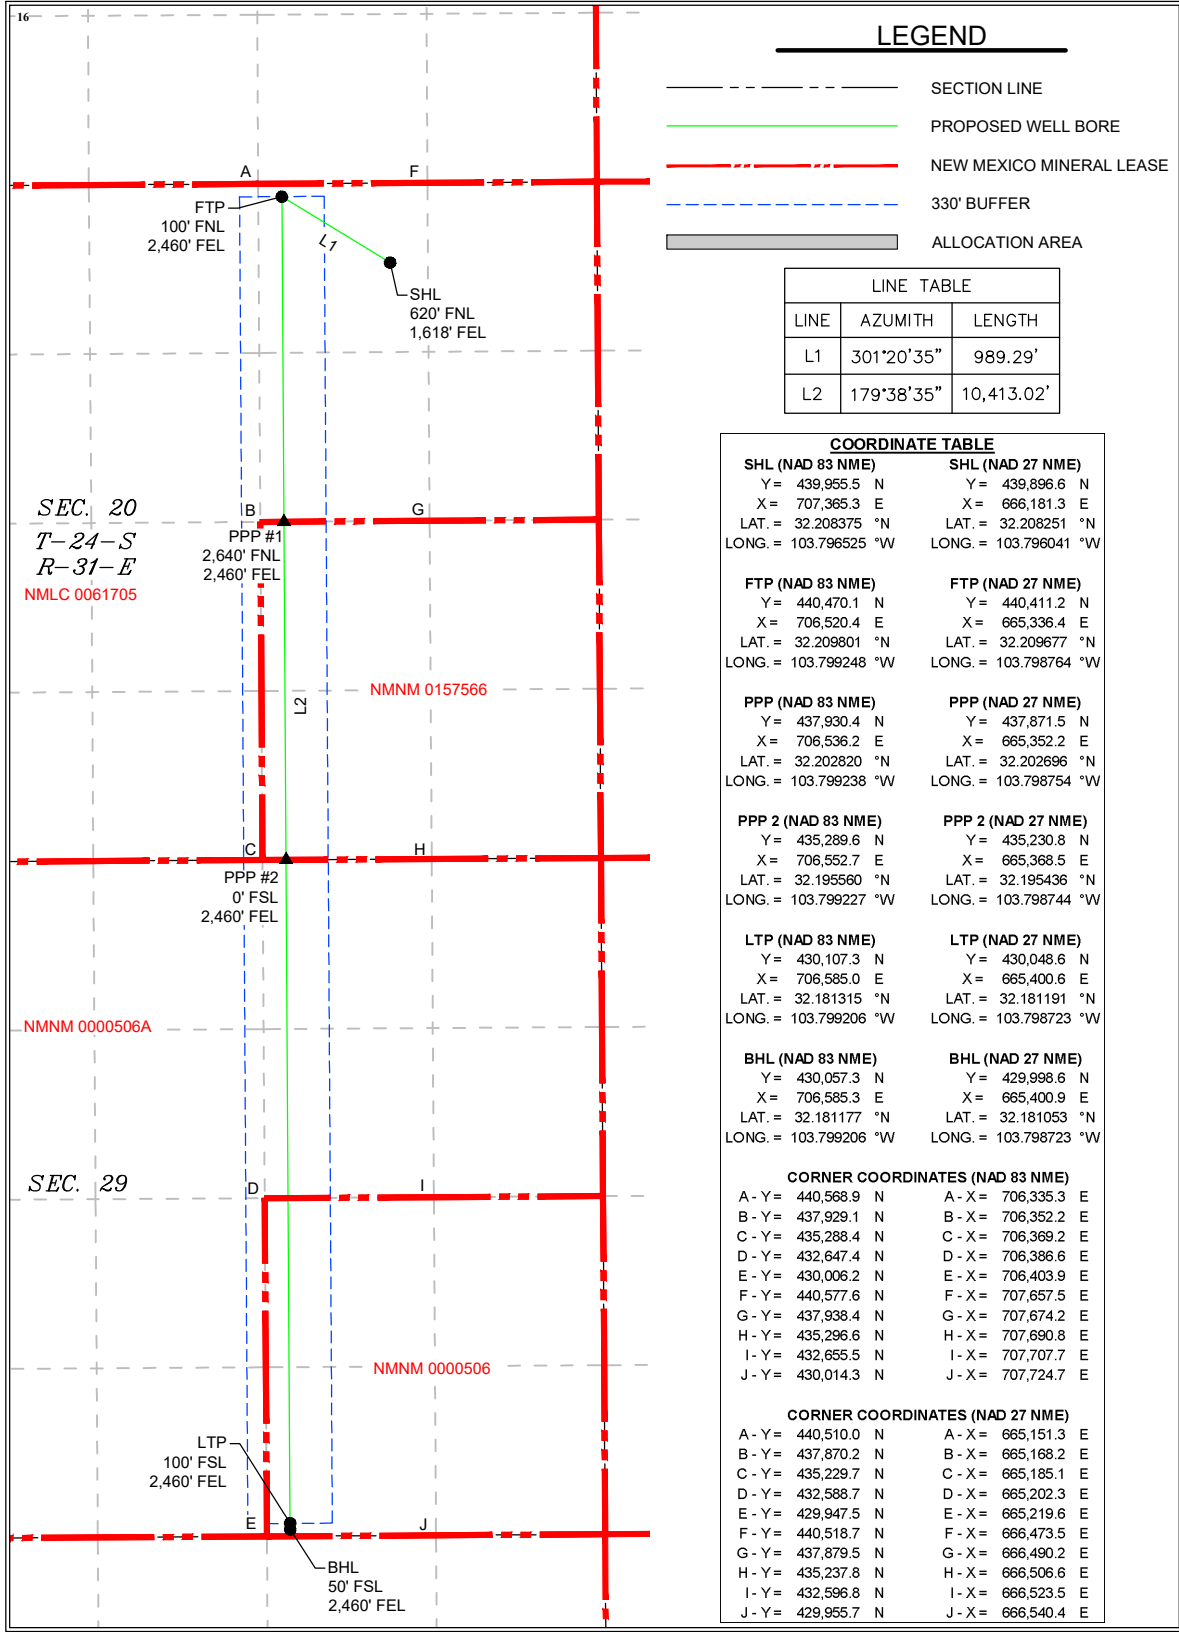 16
LEGEND
SECTION LINE
PROPOSED WELL BORE
NEW MEXICO MINERAL LEASE
330' BUFFER
ALLOCATION AREA
LINE TABLE
LINE AZUMITH LENGTH
L1 301°20'35" 989.29'
L2 179°38'35" 10,413.02'
A
F
FTP
100' FNL
2,460' FEL
L1
SHL
620' FNL
1,618' FEL
SEC. 20
T-24-S
R-31-E
NMLC 0061705
B
G
PPP #1
2,640' FNL
2,460' FEL
NMNM 0157566
L2
C
H
PPP #2
0' FSL
2,460' FEL
NMNM 0000506A
SEC. 29
D
I
NMNM 0000506
LTP
100' FSL
2,460' FEL
E
J
BHL
50' FSL
2,460' FEL
COORDINATE TABLE
SHL (NAD 83 NME) SHL (NAD 27 NME)
Y = 439,955.5 N Y = 439,896.6 N
X = 707,365.3 E X = 666,181.3 E
LAT. = 32.208375 °N LAT. = 32.208251 °N
LONG. = 103.796525 °W LONG. = 103.796041 °W
FTP (NAD 83 NME) FTP (NAD 27 NME)
Y = 440,470.1 N Y = 440,411.2 N
X = 706,520.4 E X = 665,336.4 E
LAT. = 32.209801 °N LAT. = 32.209677 °N
LONG. = 103.799248 °W LONG. = 103.798764 °W
PPP (NAD 83 NME) PPP (NAD 27 NME)
Y = 437,930.4 N Y = 437,871.5 N
X = 706,536.2 E X = 665,352.2 E
LAT. = 32.202820 °N LAT. = 32.202696 °N
LONG. = 103.799238 °W LONG. = 103.798754 °W
PPP 2 (NAD 83 NME) PPP 2 (NAD 27 NME)
Y = 435,289.6 N Y = 435,230.8 N
X = 706,552.7 E X = 665,368.5 E
LAT. = 32.195560 °N LAT. = 32.195436 °N
LONG. = 103.799227 °W LONG. = 103.798744 °W
LTP (NAD 83 NME) LTP (NAD 27 NME)
Y = 430,107.3 N Y = 430,048.6 N
X = 706,585.0 E X = 665,400.6 E
LAT. = 32.181315 °N LAT. = 32.181191 °N
LONG. = 103.799206 °W LONG. = 103.798723 °W
BHL (NAD 83 NME) BHL (NAD 27 NME)
Y = 430,057.3 N Y = 429,998.6 N
X = 706,585.3 E X = 665,400.9 E
LAT. = 32.181177 °N LAT. = 32.181053 °N
LONG. = 103.799206 °W LONG. = 103.798723 °W
CORNER COORDINATES (NAD 83 NME)
A - Y = 440,568.9 N A - X = 706,335.3 E
B - Y = 437,929.1 N B - X = 706,352.2 E
C - Y = 435,288.4 N C - X = 706,369.2 E
D - Y = 432,647.4 N D - X = 706,386.6 E
E - Y = 430,006.2 N E - X = 706,403.9 E
F - Y = 440,577.6 N F - X = 707,657.5 E
G - Y = 437,938.4 N G - X = 707,674.2 E
H - Y = 435,296.6 N H - X = 707,690.8 E
I - Y = 432,655.5 N I - X = 707,707.7 E
J - Y = 430,014.3 N J - X = 707,724.7 E
CORNER COORDINATES (NAD 27 NME)
A - Y = 440,510.0 N A - X = 665,151.3 E
B - Y = 437,870.2 N B - X = 665,168.2 E
C - Y = 435,229.7 N C - X = 665,185.1 E
D - Y = 432,588.7 N D - X = 665,202.3 E
E - Y = 429,947.5 N E - X = 665,219.6 E
F - Y = 440,518.7 N F - X = 666,473.5 E
G - Y = 437,879.5 N G - X = 666,490.2 E
H - Y = 435,237.8 N H - X = 666,506.6 E
I - Y = 432,596.8 N I - X = 666,523.5 E
J - Y = 429,955.7 N J - X = 666,540.4 E